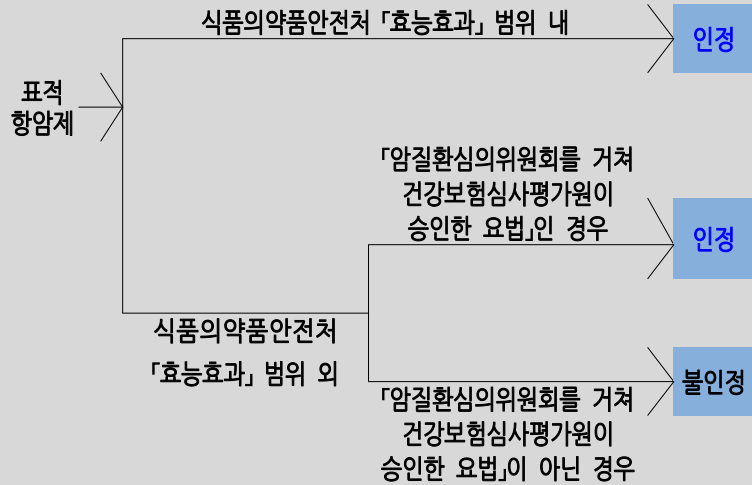 식품의약품안전처 「효능효과」 범위 내
인정
표적
항암제
「암질환심의위원회를 거쳐
건강보험심사평가원이
승인한 요법」인 경우
인정
식품의약품안전처
「효능효과」 범위 외
불인정
「암질환심의위원회를 거쳐
건강보험심사평가원이
승인한 요법」이 아닌 경우